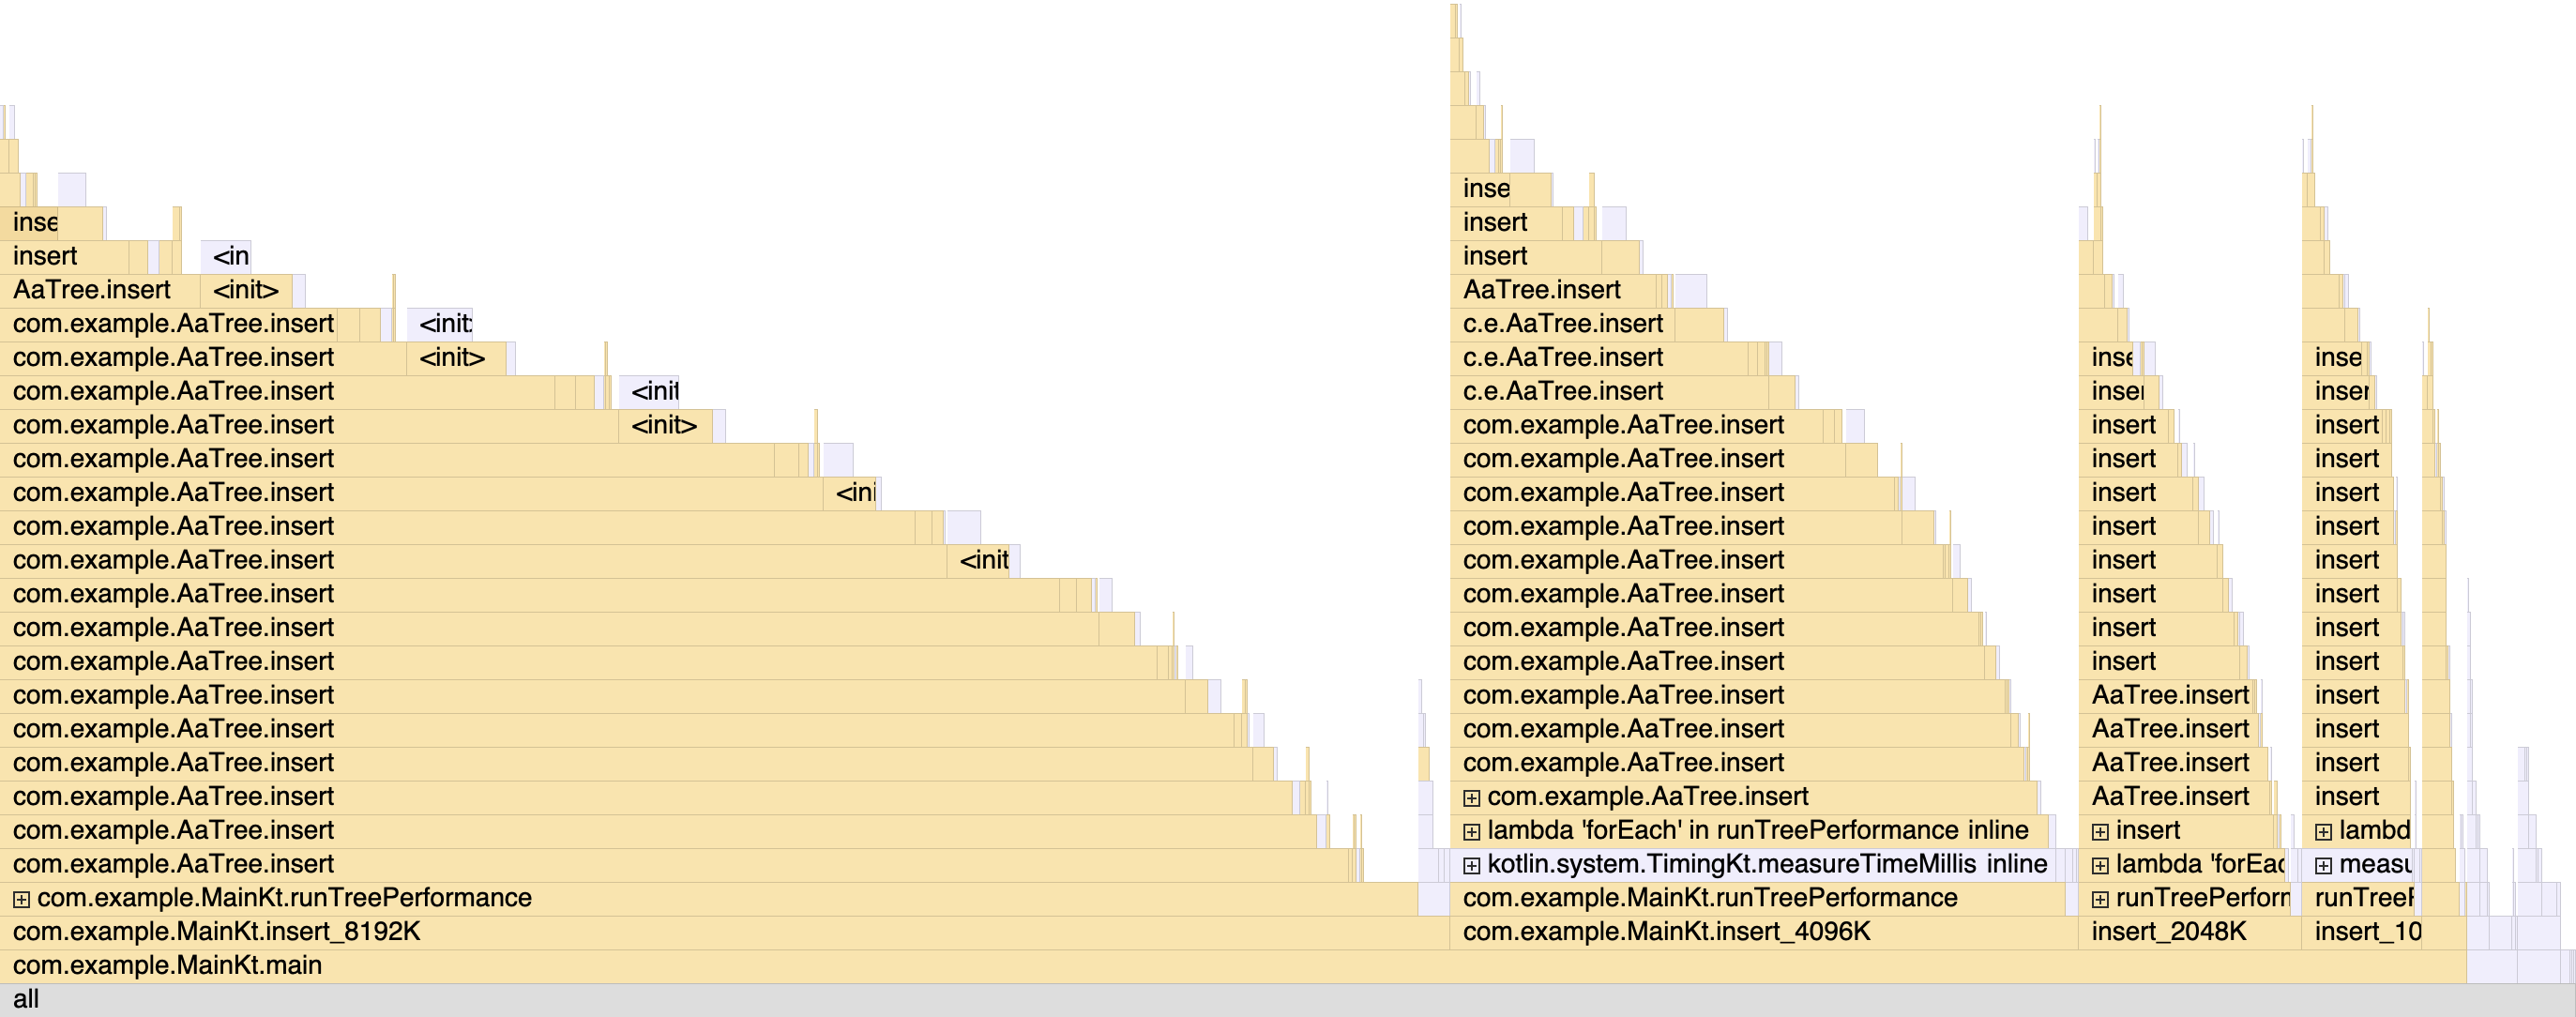 inse
inse insert
insert <in insert
AaTree.insert <init> AaTree.insert
com.example.AaTree.insert <init c.e.AaTree.insert
com.example.AaTree.insert <init> c.e.AaTree.insert inse inse
com.example.AaTree.insert <init c.e.AaTree.insert inser inser
com.example.AaTree.insert <init> com.example.AaTree.insert insert insert
com.example.AaTree.insert com.example.AaTree.insert insert insert
com.example.AaTree.insert <ini com.example.AaTree.insert insert insert
com.example.AaTree.insert com.example.AaTree.insert insert insert
com.example.AaTree.insert <init com.example.AaTree.insert insert insert
com.example.AaTree.insert com.example.AaTree.insert insert insert
com.example.AaTree.insert com.example.AaTree.insert insert insert
com.example.AaTree.insert com.example.AaTree.insert insert insert
com.example.AaTree.insert com.example.AaTree.insert AaTree.insert insert
com.example.AaTree.insert com.example.AaTree.insert AaTree.insert insert
com.example.AaTree.insert com.example.AaTree.insert AaTree.insert insert
com.example.AaTree.insert com.example.AaTree.insert AaTree.insert insert
com.example.AaTree.insert lambda 'forEach' in runTreePerformance inline insert lambd
com.example.AaTree.insert kotlin.system.TimingKt.measureTimeMillis inline lambda 'forEac measu
com.example.MainKt.runTreePerformance com.example.MainKt.runTreePerformance runTreePerforn runTreeP
com.example.MainKt.insert_8192K com.example.MainKt.insert_4096K insert_2048K insert_10
com.example.MainKt.main
all